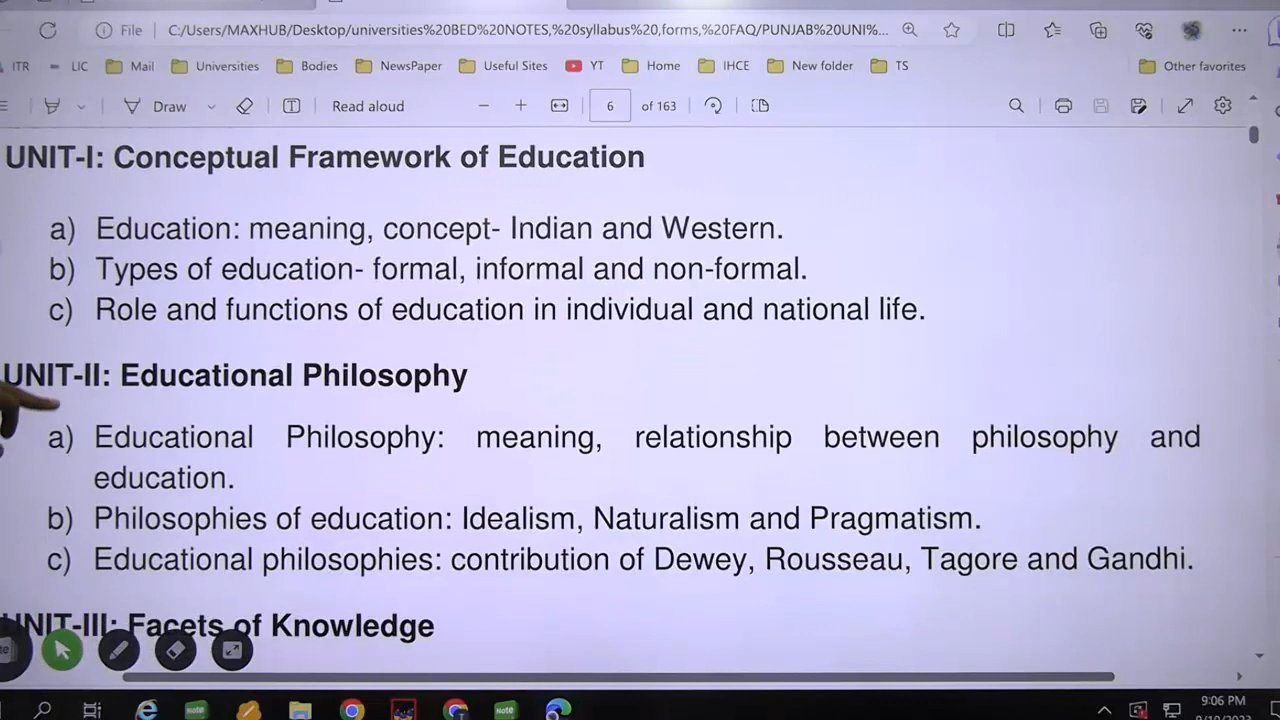 File C:/Users/MAXHUB/Desktop/universities%20BED%20NOTES,%20syllabus%20,forms,%20FAQ/PUNJAB%20UNI%...
ITR LIC Mail Universities Bodies NewsPaper Useful Sites YT Home IHCE New folder TS Other favorites
Draw Read aloud 6 of 163
UNIT-I: Conceptual Framework of Education
a) Education: meaning, concept- Indian and Western.
b) Types of education- formal, informal and non-formal.
c) Role and functions of education in individual and national life.
UNIT-II: Educational Philosophy
a) Educational Philosophy: meaning, relationship between philosophy and
education.
b) Philosophies of education: Idealism, Naturalism and Pragmatism.
c) Educational philosophies: contribution of Dewey, Rousseau, Tagore and Gandhi.
UNIT-III: Facets of Knowledge
note note
9:06 PM